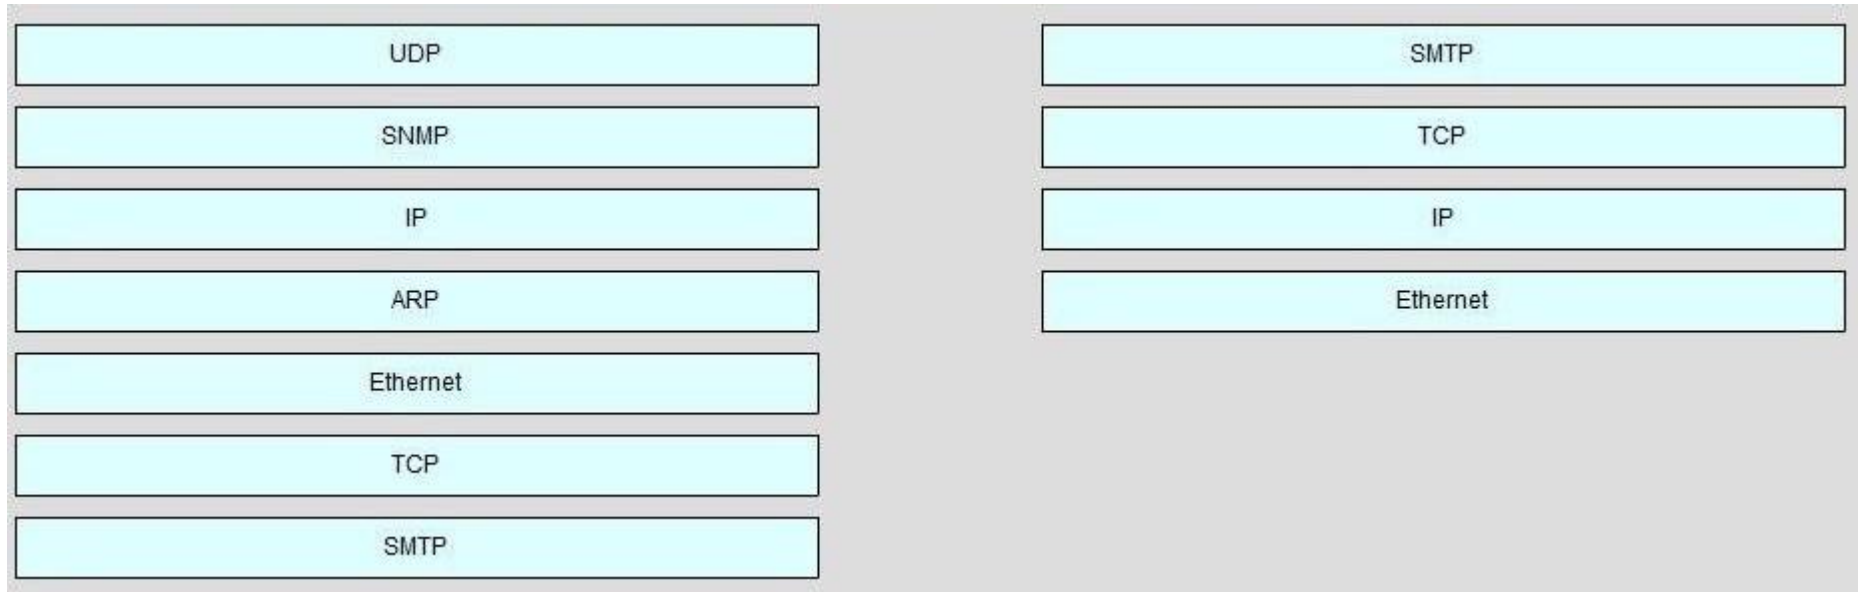 UDP
SNMP
IP
ARP
Ethernet
TCP
SMTP
SMTP
TCP
IP
Ethernet